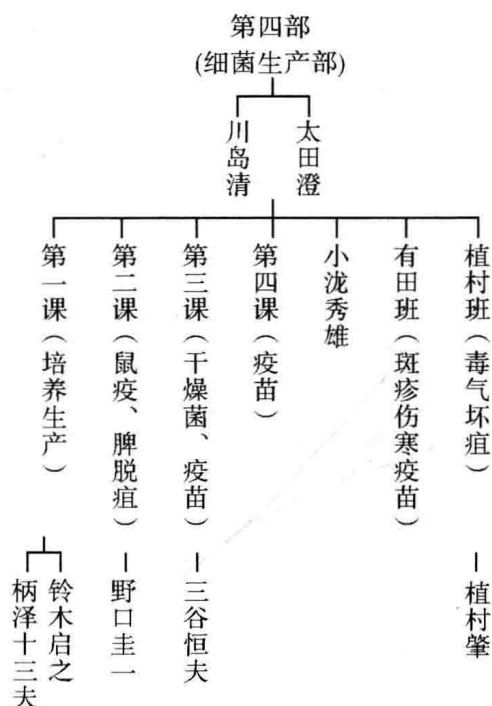 第四部
(细菌生产部)
川岛清
太田澄
第一课（培养生产）
第二课（鼠疫、脾脱疽）
第三课（干燥菌、疫苗）
第四课（疫苗）
小泷秀雄
有田班（斑疹伤寒疫苗）
植村班（毒气坏疽）
柄泽十三夫
铃木启之
野口圭一
三谷恒夫
植村肇